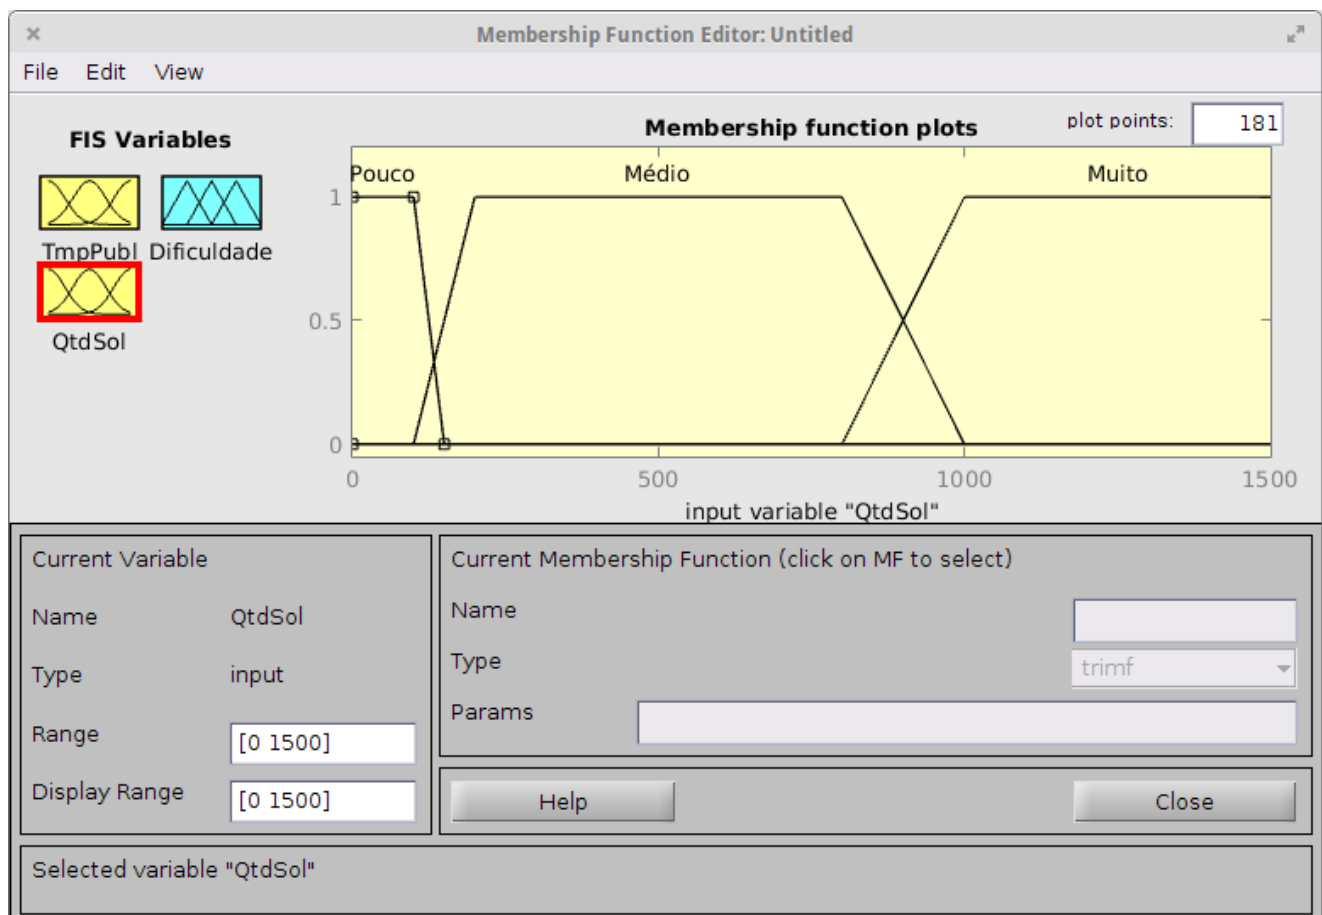 Membership Function Editor: Untitled
File Edit View
FIS Variables
TmpPubl Dificuldade
QtdSol
Membership function plots
plot points: 181
Pouco Médio Muito
1
0.5
0
0 500 1000 1500
input variable "QtdSol"
Current Variable
Name QtdSol
Type input
Range [0 1500]
Display Range [0 1500]
Current Membership Function (click on MF to select)
Name
Type trimf
Params
Help Close
Selected variable "QtdSol"